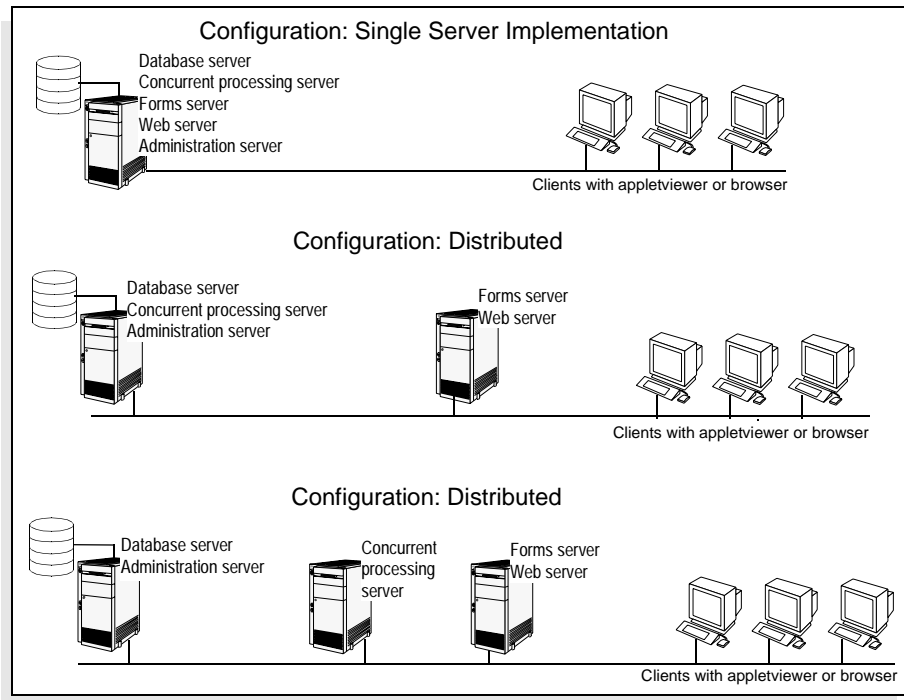 Configuration: Single Server Implementation
Database server
Concurrent processing server
Forms server
Web server
Administration server
Clients with appletviewer or browser
Configuration: Distributed
Database server
Concurrent processing server
Administration server
Forms server
Web server
Clients with appletviewer or browser
Configuration: Distributed
Database server
Administration server
Concurrent
processing
server
Forms server
Web server
Clients with appletviewer or browser